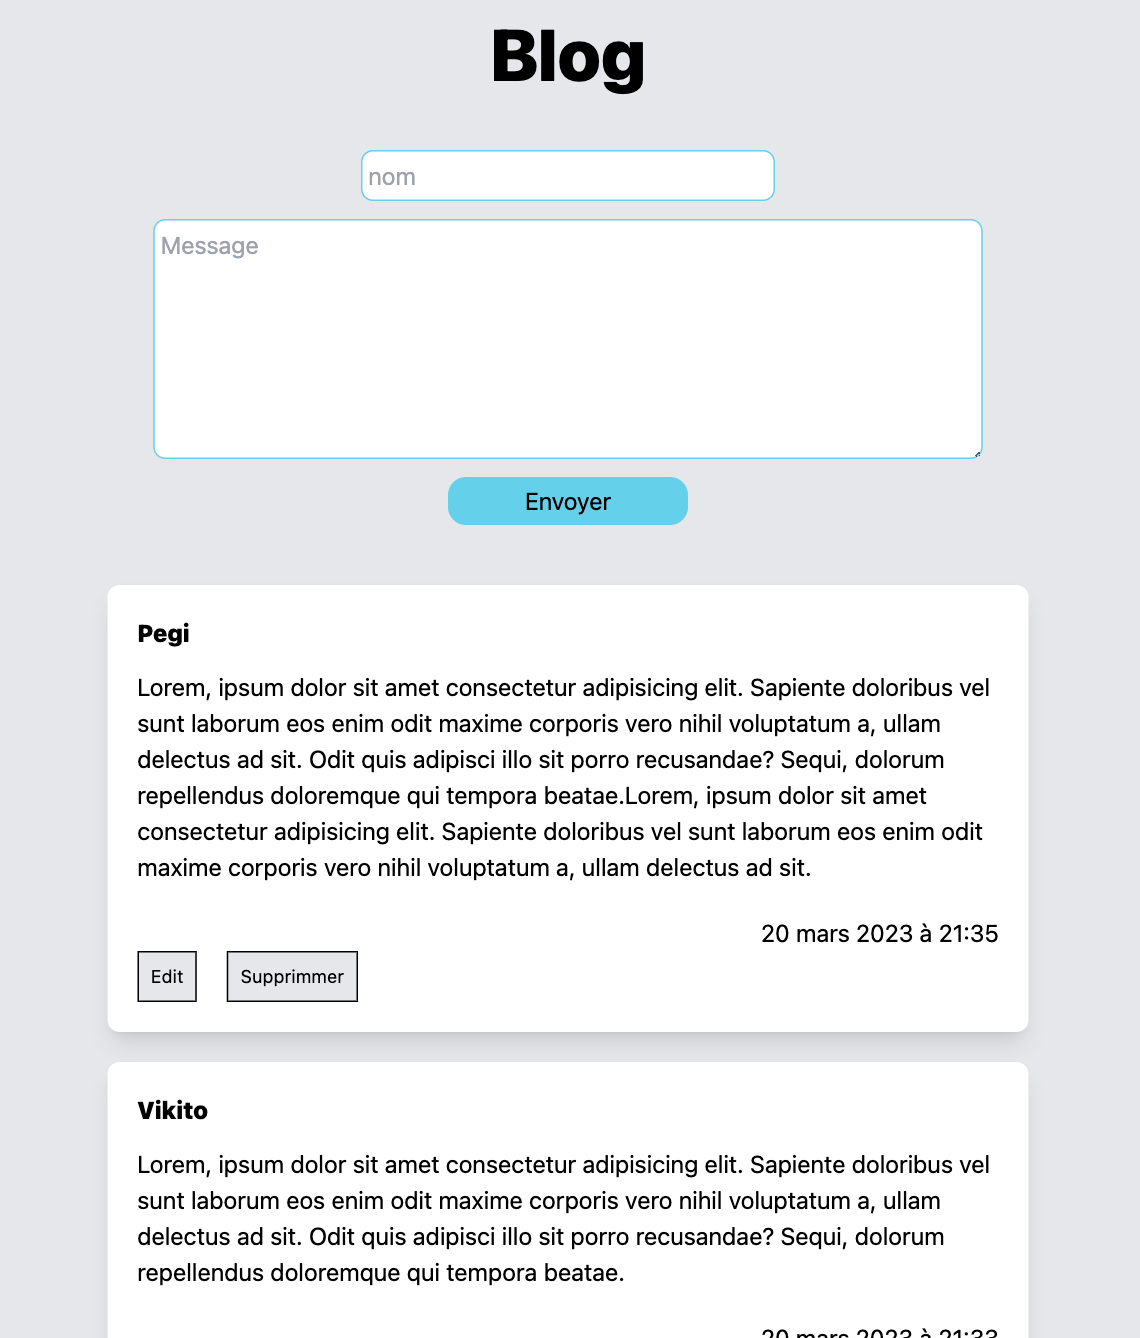 Blog
nom
Message
Envoyer
Pegi
Lorem, ipsum dolor sit amet consectetur adipisicing elit. Sapiente doloribus vel
sunt laborum eos enim odit maxime corporis vero nihil voluptatum a, ullam
delectus ad sit. Odit quis adipisci illo sit porro recusandae? Sequi, dolorum
repellendus doloremque qui tempora beatae.Lorem, ipsum dolor sit amet
consectetur adipisicing elit. Sapiente doloribus vel sunt laborum eos enim odit
maxime corporis vero nihil voluptatum a, ullam delectus ad sit.
20 mars 2023 à 21:35
Edit Supprimmer
Vikito
Lorem, ipsum dolor sit amet consectetur adipisicing elit. Sapiente doloribus vel
sunt laborum eos enim odit maxime corporis vero nihil voluptatum a, ullam
delectus ad sit. Odit quis adipisci illo sit porro recusandae? Sequi, dolorum
repellendus doloremque qui tempora beatae.
20 mars 2023 à 21:33